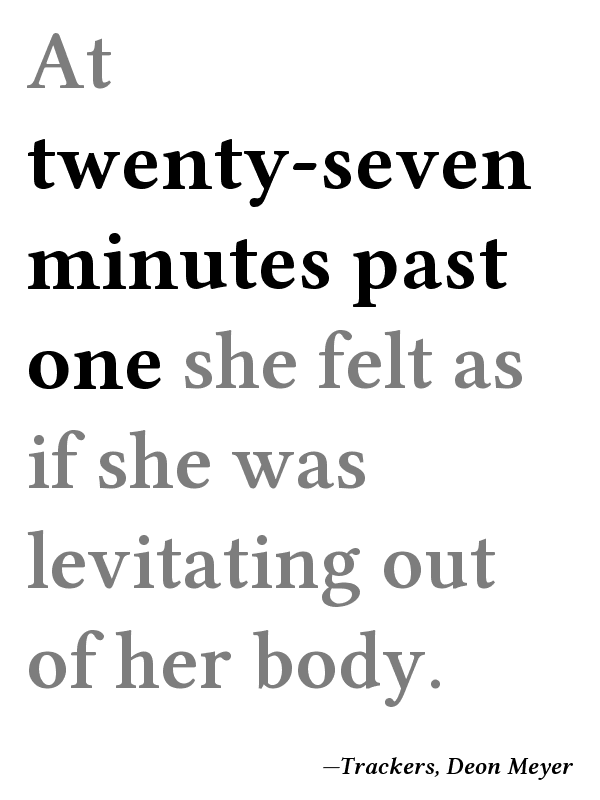 At
twenty-seven
minutes past
one she felt as
if she was
levitating out
of her body.
—Trackers, Deon Meyer